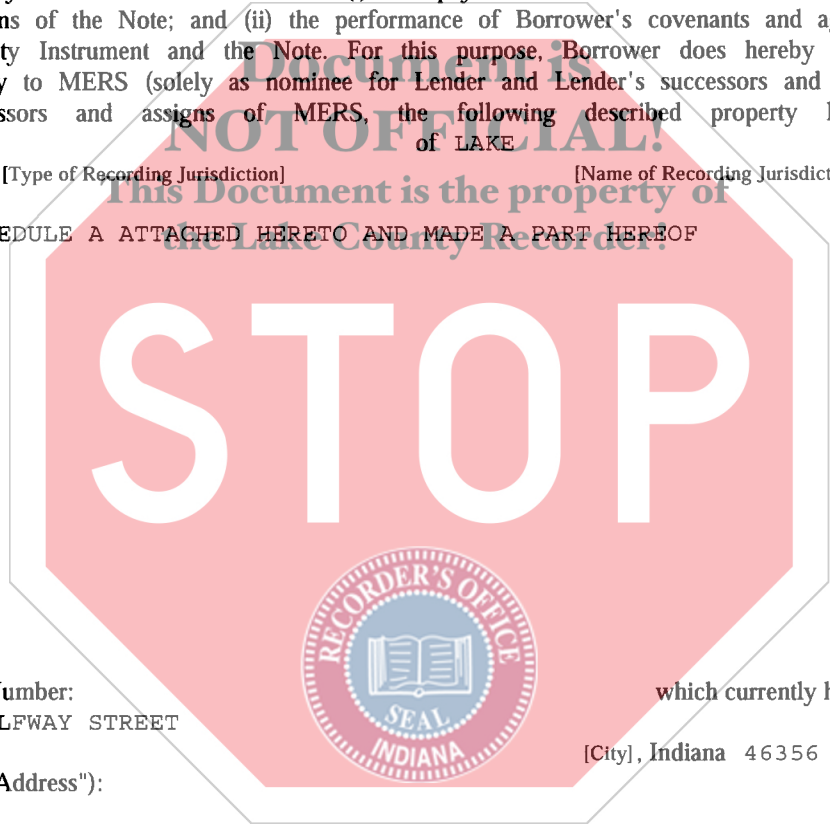 ns of the Note; and (ii) the performance of Borrower's covenants and a
ty Instrument and the Note. For this purpose, Borrower does hereby
y to MERS (solely as nominee for Lender and Lender's successors and
Document is
ssors and assigns of MERS, the following described property l
NOT OFFICIAL!
of LAKE
[Type of Recording Jurisdiction] [Name of Recording Jurisdict
This Document is the property of
EDULE A ATTACHED HERETO AND MADE A PART HEREOF
the Lake County Recorder!
STOP
RECORDER'S OFFICE
SEAL
INDIANA
umber: which currently h
LFWAY STREET
[City], Indiana 46356
Address"):